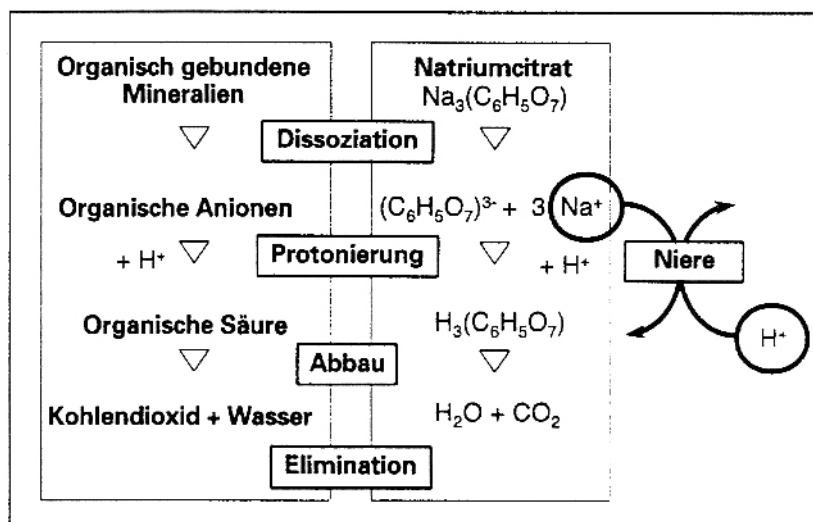 Organisch gebundene
Mineralien
Natriumcitrat
Na₃(C₆H₅O₇)
Dissoziation
Organische Anionen
(C₆H₅O₇)³⁻ + 3 Na⁺
+ H⁺
Protonierung
+ H⁺
Niere
Organische Säure
H₃(C₆H₅O₇)
H⁺
Abbau
Kohlendioxid + Wasser
H₂O + CO₂
Elimination